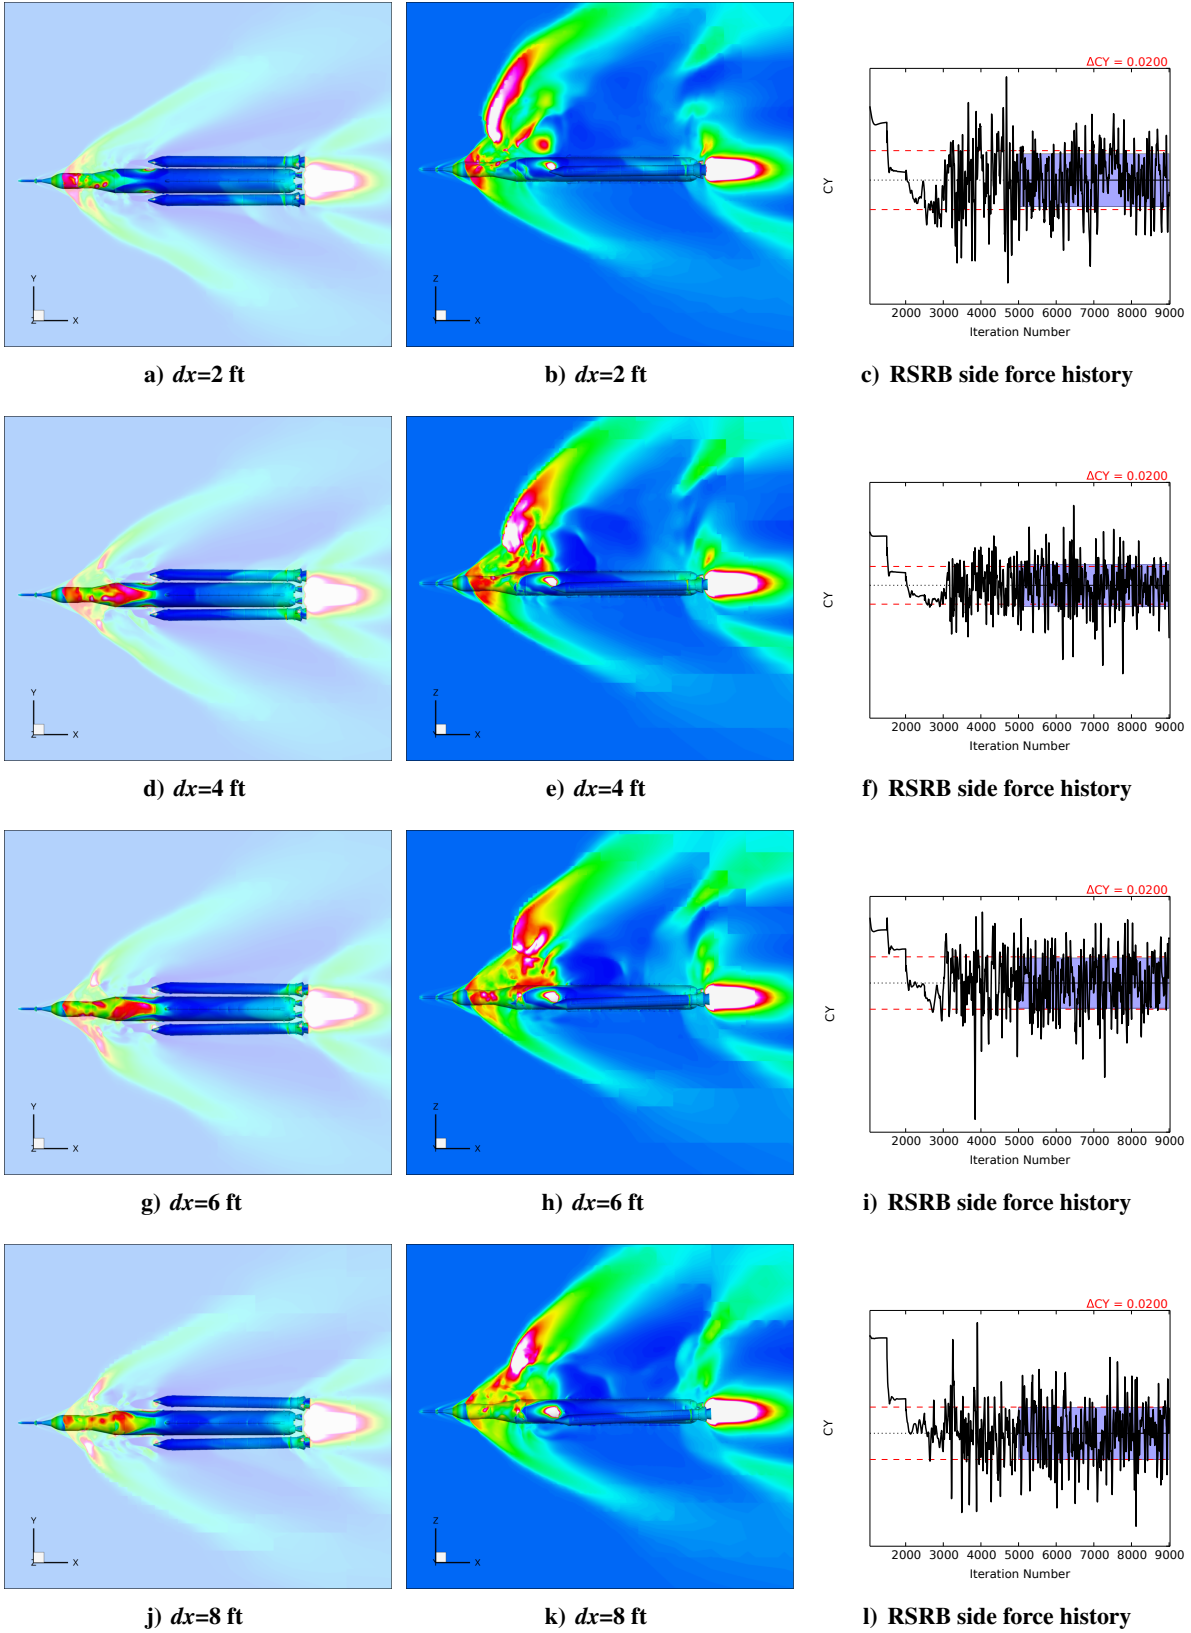 Y
Z
X
a) dx=2 ft
Z
Y
X
b) dx=2 ft
ΔCY = 0.0200
CY
2000 3000 4000 5000 6000 7000 8000 9000
Iteration Number
c) RSRB side force history
Y
Z
X
d) dx=4 ft
Z
Y
X
e) dx=4 ft
ΔCY = 0.0200
CY
2000 3000 4000 5000 6000 7000 8000 9000
Iteration Number
f) RSRB side force history
Y
Z
X
g) dx=6 ft
Z
Y
X
h) dx=6 ft
ΔCY = 0.0200
CY
2000 3000 4000 5000 6000 7000 8000 9000
Iteration Number
i) RSRB side force history
Y
Z
X
j) dx=8 ft
Z
Y
X
k) dx=8 ft
ΔCY = 0.0200
CY
2000 3000 4000 5000 6000 7000 8000 9000
Iteration Number
l) RSRB side force history